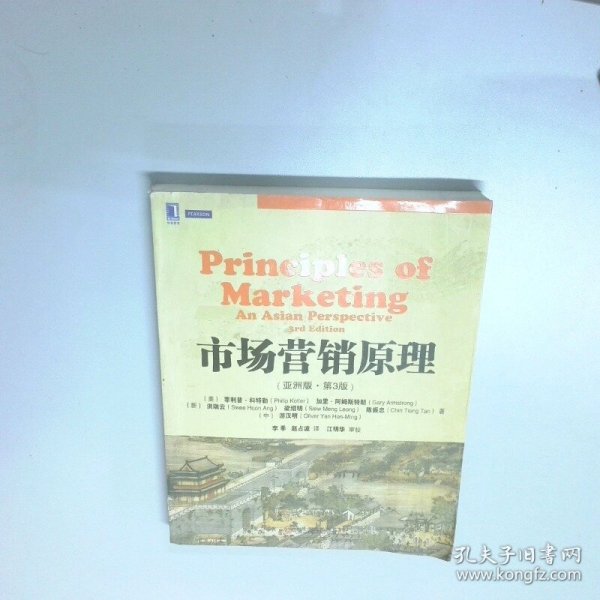 PEARSON
Principles of
Marketing
An Asian Perspective
3rd Edition
市场营销原理
(亚洲版·第3版)
(美) 菲利普·科特勒 (Philip Kotler) 加里·阿姆斯特朗 (Gary Armstrong)
(新) 洪瑞云 (Swee Hoon Ang) 梁绍明 (Siew Meng Leong) 陈振忠 (Chin Tiong Tan) 著
(中) 游汉明 (Oliver Yau Hon-Ming)
李季 赵占波 译 江明华 审校
孔夫子旧书网
www.kongfz.com